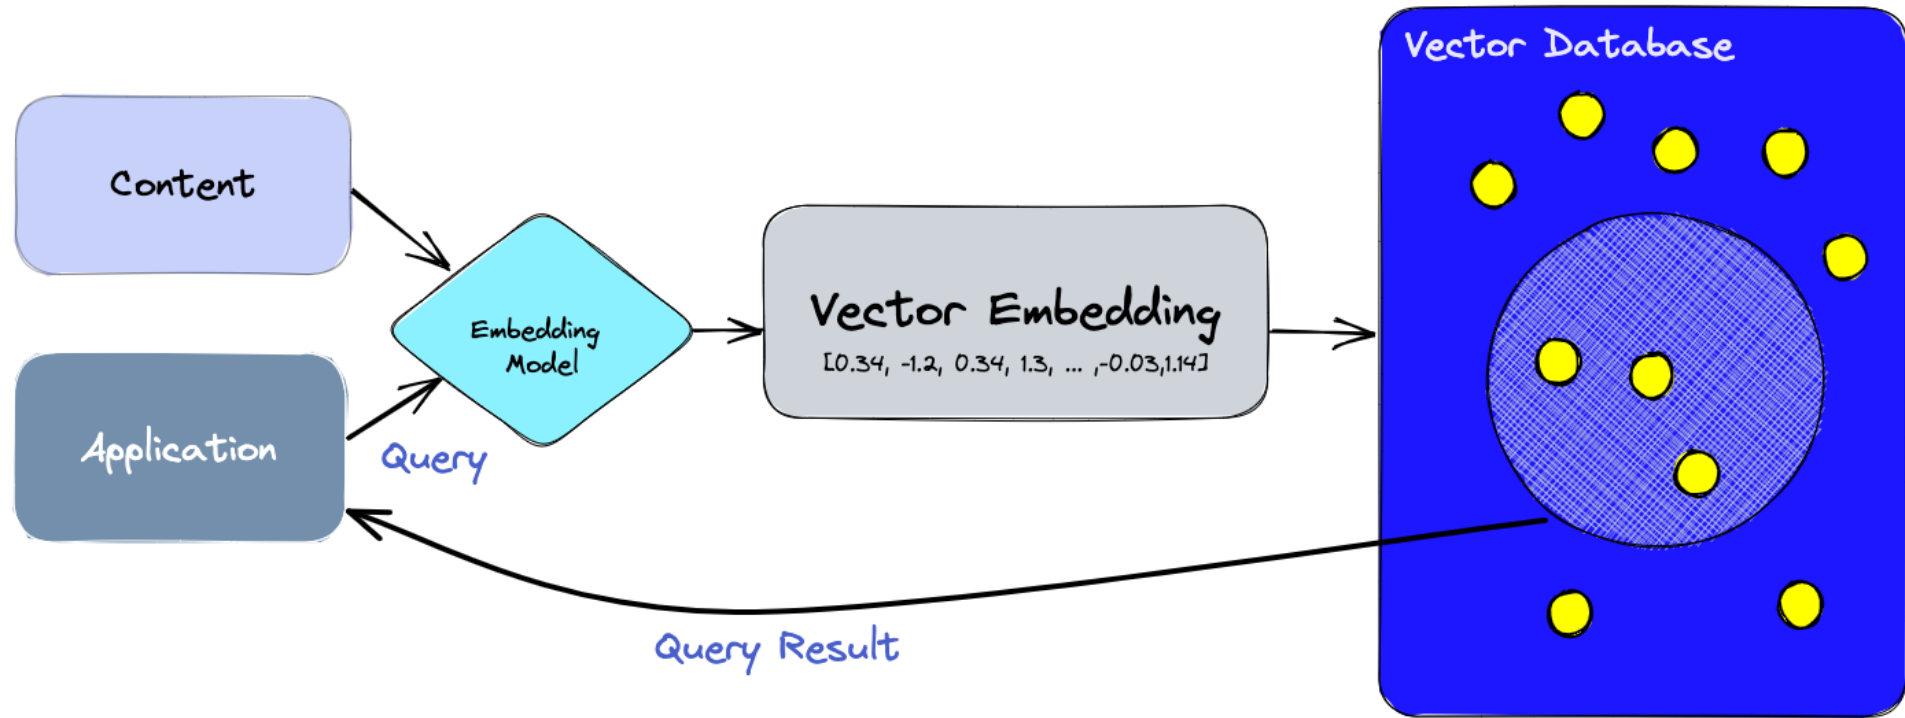 Vector Database
Content
Embedding
Model
Vector Embedding
[0.34, -1.2, 0.34, 1.3, ... ,-0.03,1.14]
Application
Query
Query Result